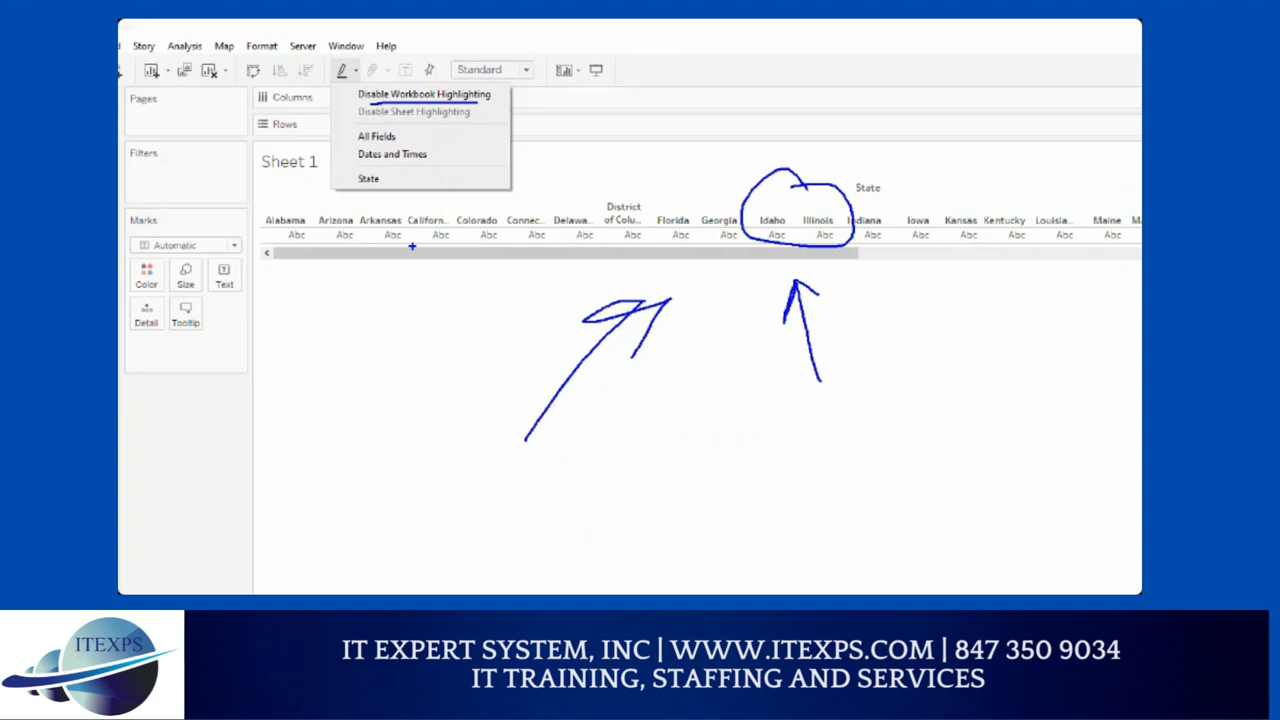 Story Analysis Map Format Server Window Help
Standard
Pages
Columns
Disable Workbook Highlighting
Disable Sheet Highlighting
Rows
All Fields
Filters
Dates and Times
Sheet 1
State
State
Marks
Alabama Arizona Arkansas Californ.. Colorado Connec.. Delawa.. District of Colu.. Florida Georgia Idaho Illinois Indiana Iowa Kansas Kentucky Louisia.. Maine M
Abc Abc Abc Abc Abc Abc Abc Abc Abc Abc Abc Abc Abc Abc Abc Abc Abc Abc
Automatic
Color Size Text
Detail Tooltip
ITEXPS
IT EXPERT SYSTEM, INC | WWW.ITEXPS.COM | 847 350 9034
IT TRAINING, STAFFING AND SERVICES